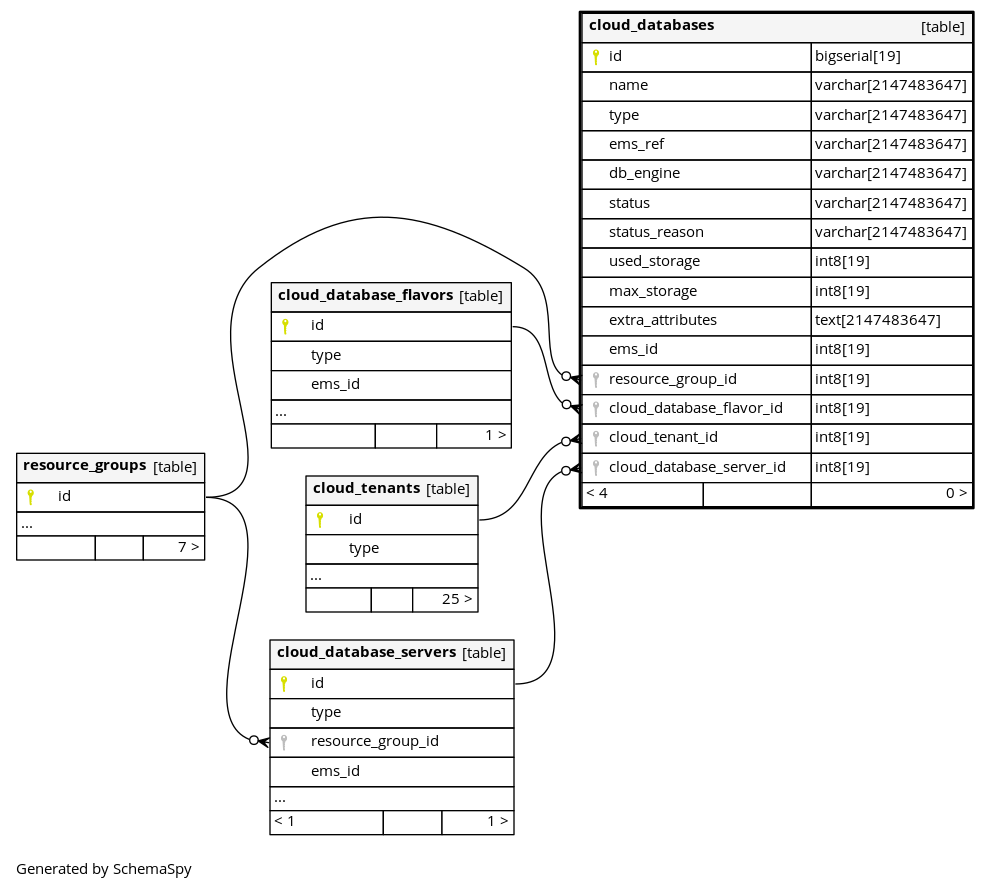 cloud_databases [table]
id bigserial[19]
name varchar[2147483647]
type varchar[2147483647]
ems_ref varchar[2147483647]
db_engine varchar[2147483647]
status varchar[2147483647]
status_reason varchar[2147483647]
used_storage int8[19]
max_storage int8[19]
extra_attributes text[2147483647]
ems_id int8[19]
resource_group_id int8[19]
cloud_database_flavor_id int8[19]
cloud_tenant_id int8[19]
cloud_database_server_id int8[19]
< 4 0 >
cloud_database_flavors [table]
id
type
ems_id
...
1 >
resource_groups [table]
id
...
7 >
cloud_tenants [table]
id
type
...
25 >
cloud_database_servers [table]
id
type
resource_group_id
ems_id
...
< 1 1 >
Generated by SchemaSpy